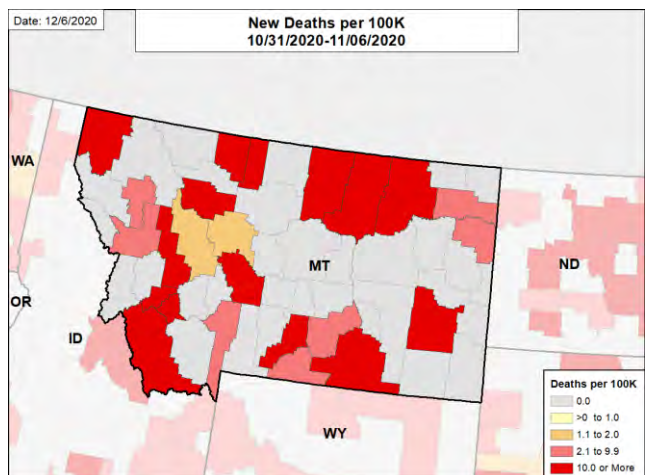 Date: 12/6/2020
New Deaths per 100K
10/31/2020-11/06/2020
WA
MT
ND
OR
ID
WY
Deaths per 100K
0.0
>0 to 1.0
1.1 to 2.0
2.1 to 9.9
10.0 or More